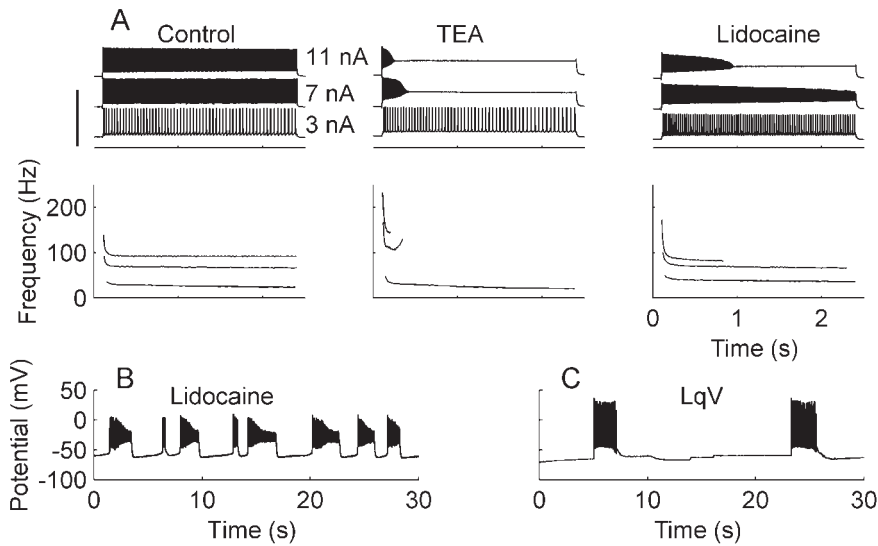 A
Control
TEA
Lidocaine
11 nA
7 nA
3 nA
Frequency (Hz)
200
100
0
0 1 2
Time (s)
B
Lidocaine
C
LqV
Potential (mV)
50
0
-50
-100
0 10 20 30
Time (s)
0 10 20 30
Time (s)